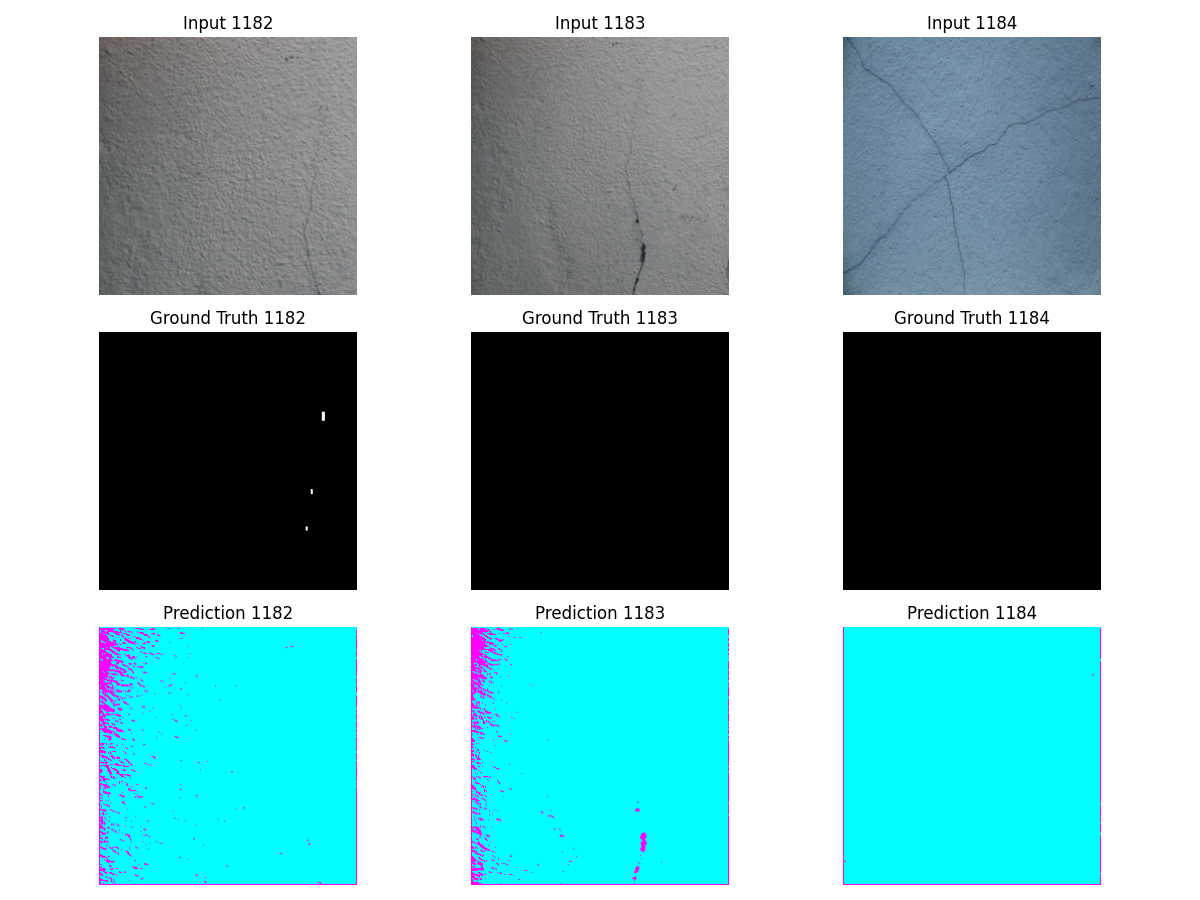 Input 1182
Input 1183
Input 1184
Ground Truth 1182
Ground Truth 1183
Ground Truth 1184
Prediction 1182
Prediction 1183
Prediction 1184